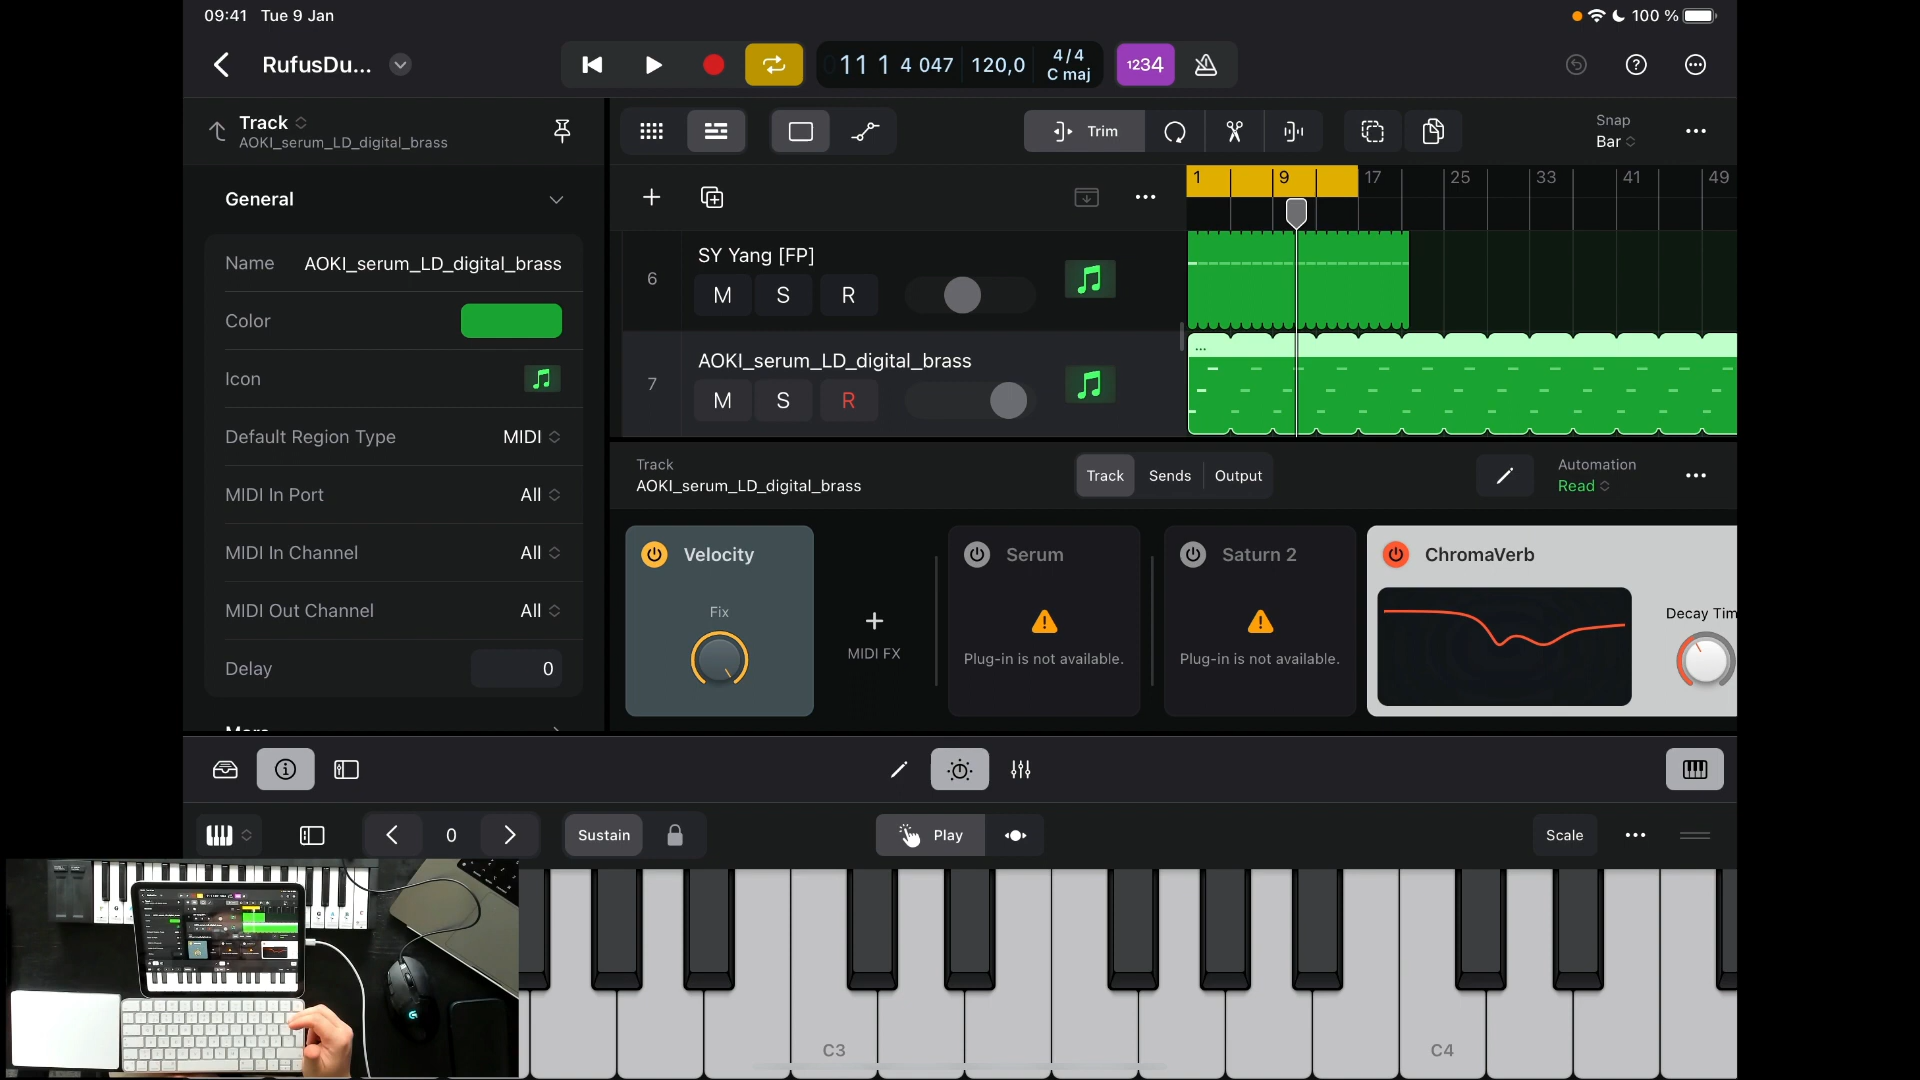 09:41 Tue 9 Jan
100 %
RufusDu...
11 1 4 047
120,0
4/4
C maj
1234
Track
AOKI_serum_LD_digital_brass
Trim
Snap
Bar
General
1 9 17 25 33 41 49
Name AOKI_serum_LD_digital_brass
Color
Icon
Default Region Type MIDI
MIDI In Port All
MIDI In Channel All
MIDI Out Channel All
Delay 0
6
SY Yang [FP]
M S R
7
AOKI_serum_LD_digital_brass
M S R
...
Track
AOKI_serum_LD_digital_brass
Track Sends Output
Automation
Read
Velocity
Fix
MIDI FX
Serum
Plug-in is not available.
Saturn 2
Plug-in is not available.
ChromaVerb
Decay Tim
0
Sustain
Play
Scale
C3
C4